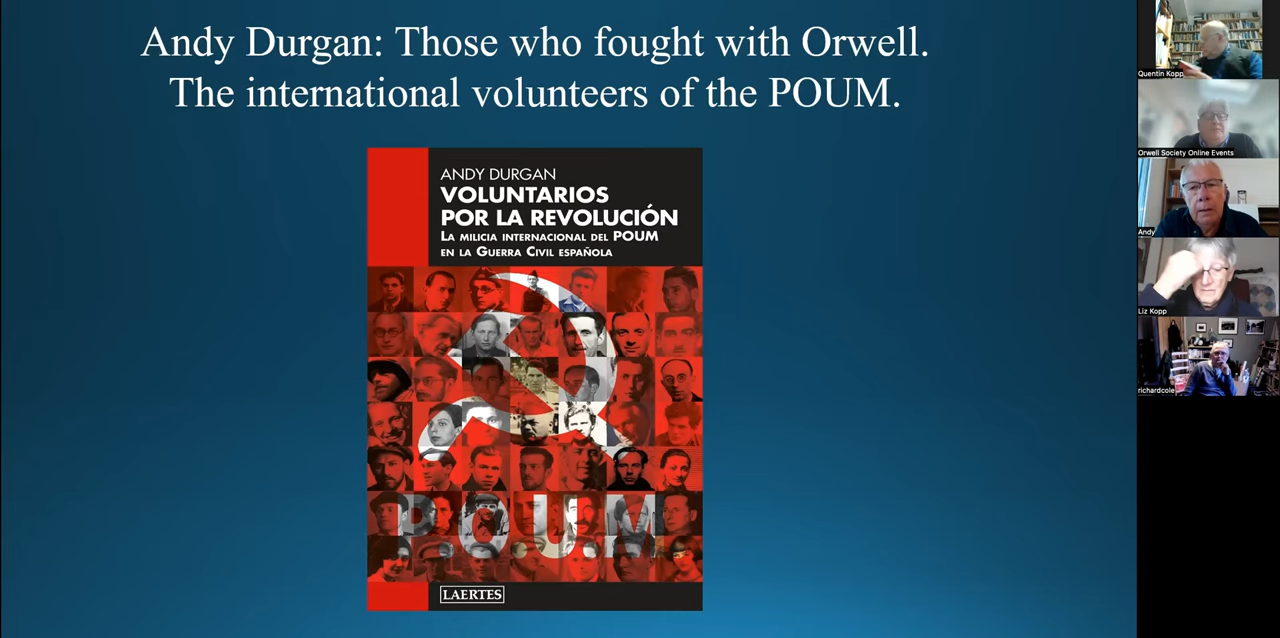 Andy Durgan: Those who fought with Orwell.
The international volunteers of the POUM.
ANDY DURGAN
VOLUNTARIOS
POR LA REVOLUCIÓN
LA MILICIA INTERNACIONAL DEL POUM
EN LA GUERRA CIVIL ESPAÑOLA
P.O.U.M
LAERTES
Quentin Kopp
Orwell Society Online Events
Andy
Liz Kopp
richardcole